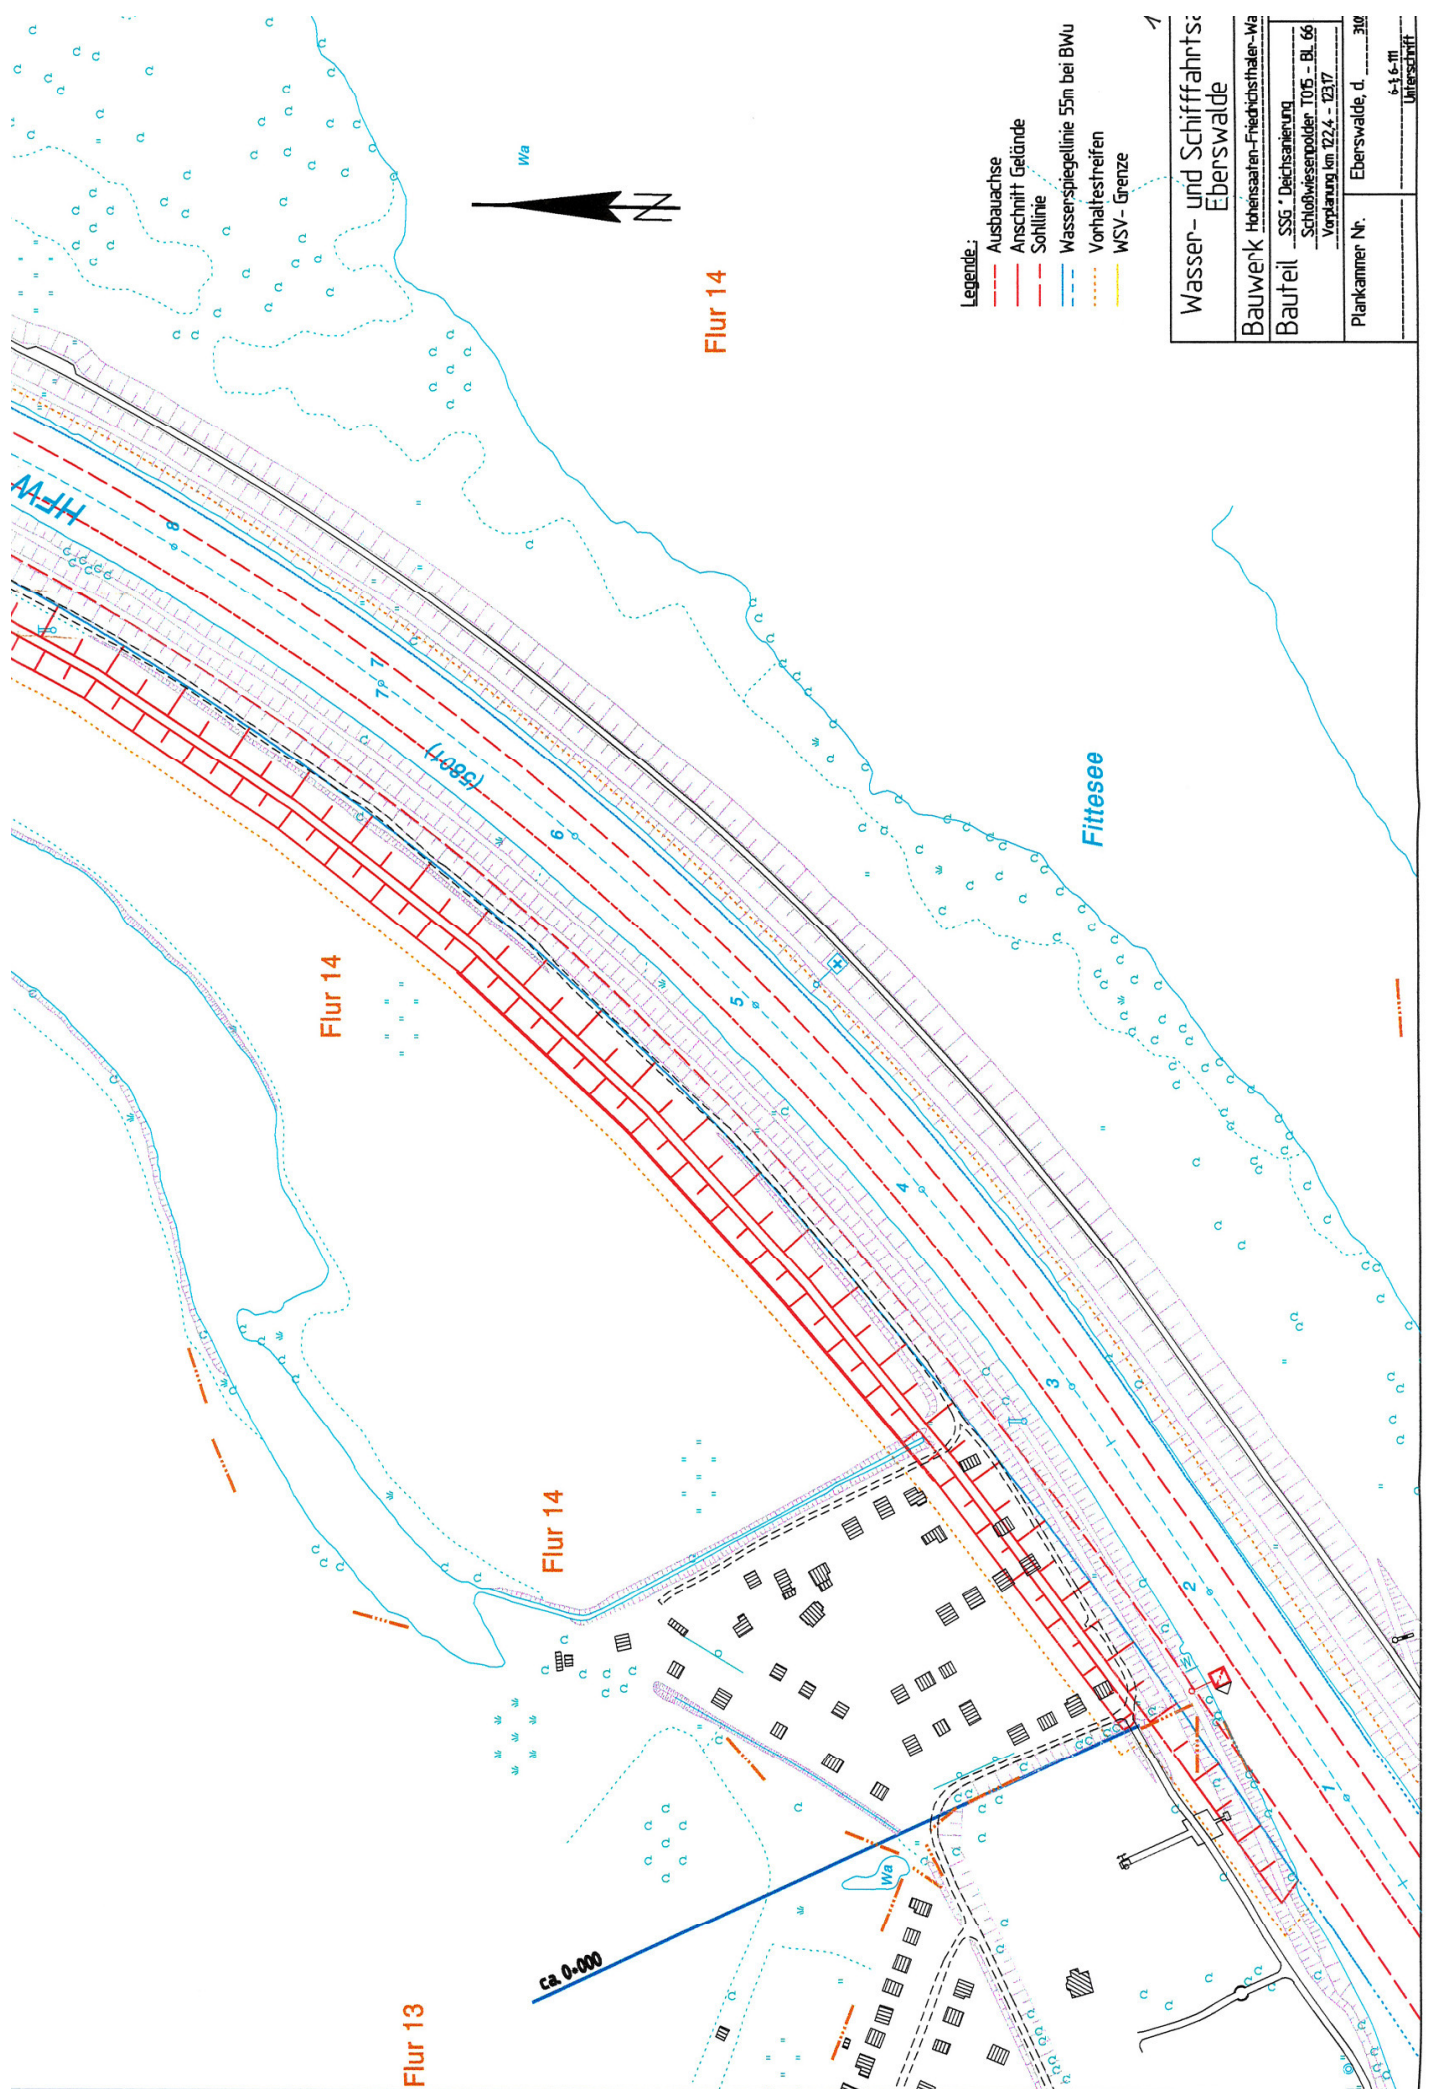 HFW
8
7
7
(5801)
6
5
4
3
2
1
Wa
Flur 14
Flur 14
Flur 14
Flur 13
Fittesee
Wa
ca. 0+000
Legende:
Ausbauachse
Anschnitt Gelände
Sohllinie
Wasserspiegellinie 55m bei BWu
Vorhaltestreifen
WSV- Grenze
Wasser- und Schifffahrtsa
Eberswalde
Bauwerk Hohensaaten-Friedrichsthaler-Wa
Bauteil SSG * Deichsanierung
Schloßwiesenpolder T015 - BL 66
Vorplanung km 122,4 - 123,17
Plankammer Nr.
Eberswalde, d.
Unterschrift